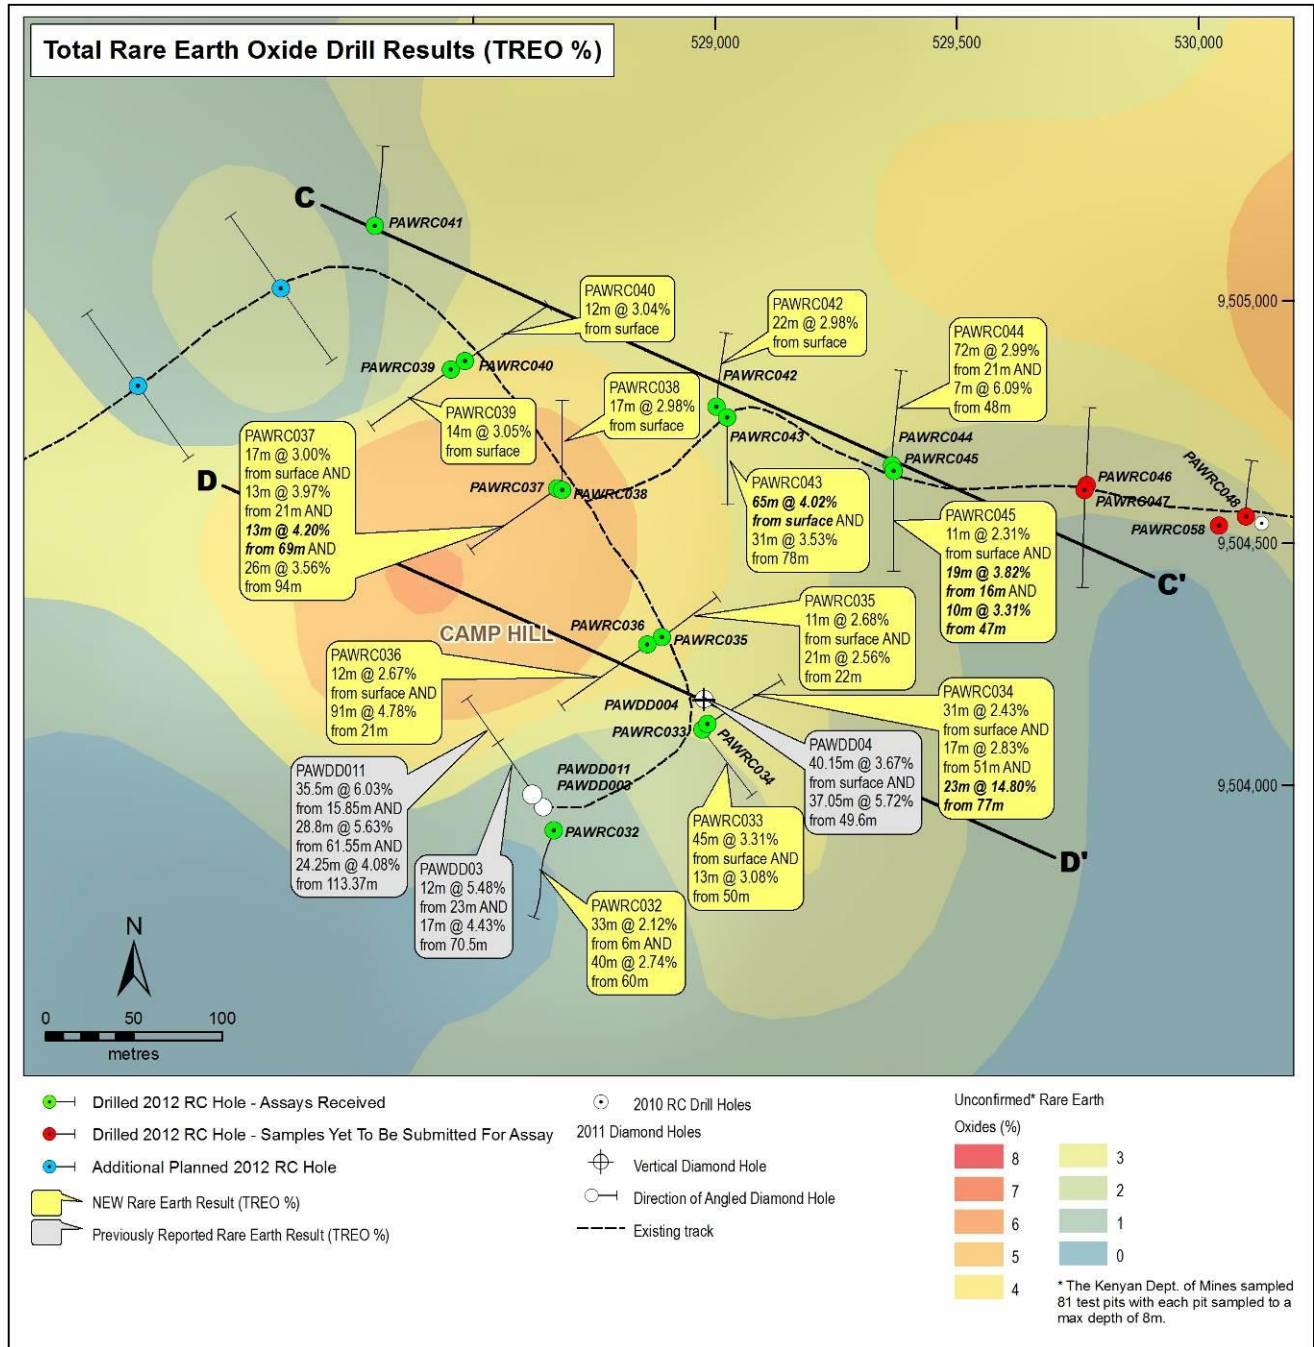 Total Rare Earth Oxide Drill Results (TREO %)
529,000
529,500
530,000
C
PAWRC041
9,505,000
PAWRC040
12m @ 3.04%
from surface
PAWRC042
22m @ 2.98%
from surface
PAWRC044
72m @ 2.99%
from 21m AND
7m @ 6.09%
from 48m
PAWRC039
PAWRC040
PAWRC038
17m @ 2.98%
from surface
PAWRC042
PAWRC039
14m @ 3.05%
from surface
PAWRC043
PAWRC044
PAWRC045
PAWRC037
17m @ 3.00%
from surface AND
13m @ 3.97%
from 21m AND
13m @ 4.20%
from 69m AND
26m @ 3.56%
from 94m
D
PAWRC037
PAWRC038
PAWRC043
65m @ 4.02%
from surface AND
31m @ 3.53%
from 78m
PAWRC046
PAWRC047
PAWRC048
PAWRC058
PAWRC045
11m @ 2.31%
from surface AND
19m @ 3.82%
from 16m AND
10m @ 3.31%
from 47m
9,504,500
C'
CAMP HILL
PAWRC036
PAWRC035
PAWRC035
11m @ 2.68%
from surface AND
21m @ 2.56%
from 22m
PAWRC036
12m @ 2.67%
from surface AND
91m @ 4.78%
from 21m
PAWDD004
PAWRC033
PAWRC034
PAWRC034
31m @ 2.43%
from surface AND
17m @ 2.83%
from 51m AND
23m @ 14.80%
from 77m
PAWDD04
40.15m @ 3.67%
from surface AND
37.05m @ 5.72%
from 49.6m
9,504,000
PAWDD011
35.5m @ 6.03%
from 15.85m AND
28.8m @ 5.63%
from 61.55m AND
24.25m @ 4.08%
from 113.37m
PAWDD011
PAWDD003
PAWRC032
PAWRC033
45m @ 3.31%
from surface AND
13m @ 3.08%
from 50m
D'
PAWDD03
12m @ 5.48%
from 23m AND
17m @ 4.43%
from 70.5m
PAWRC032
33m @ 2.12%
from 6m AND
40m @ 2.74%
from 60m
N
0 50 100
metres
Drilled 2012 RC Hole - Assays Received
Drilled 2012 RC Hole - Samples Yet To Be Submitted For Assay
Additional Planned 2012 RC Hole
NEW Rare Earth Result (TREO %)
Previously Reported Rare Earth Result (TREO %)
2010 RC Drill Holes
2011 Diamond Holes
Vertical Diamond Hole
Direction of Angled Diamond Hole
Existing track
Unconfirmed* Rare Earth
Oxides (%)
8
7
6
5
4
3
2
1
0
* The Kenyan Dept. of Mines sampled
81 test pits with each pit sampled to a
max depth of 8m.